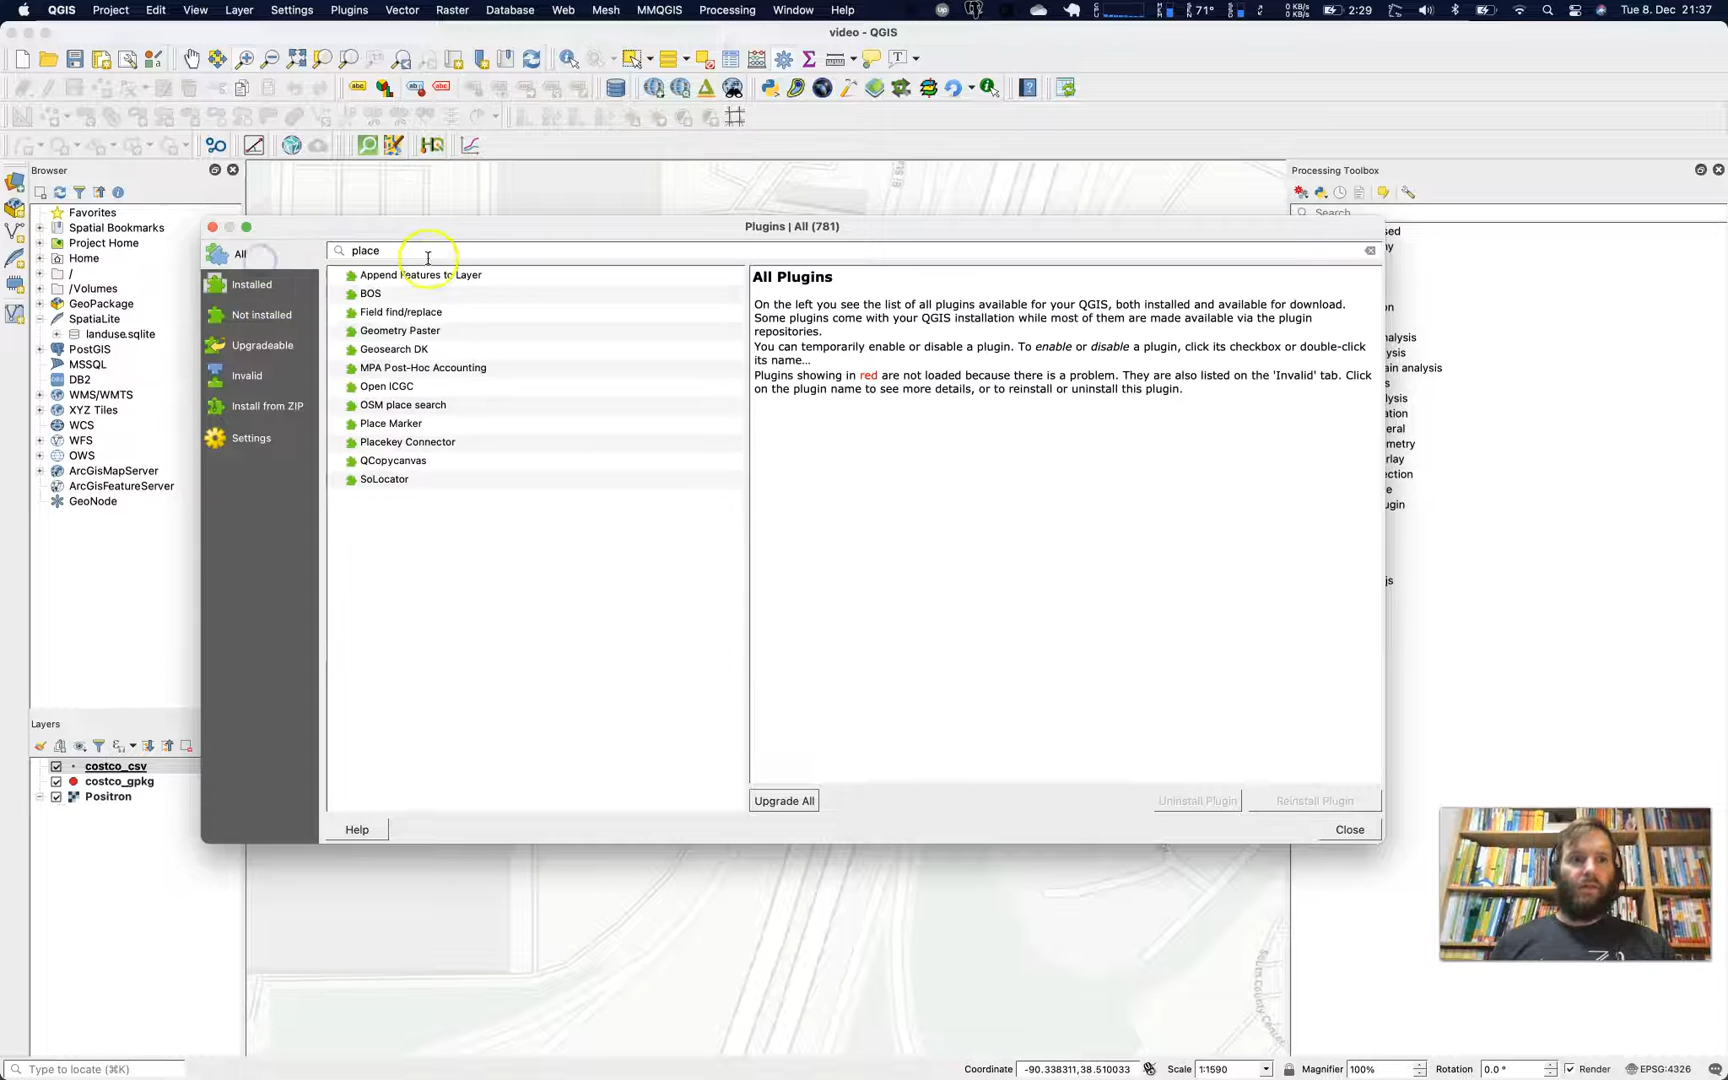 QGIS Project Edit View Layer Settings Plugins Vector Raster Database Web Mesh MMQGIS Processing Window Help
71° 0 KB/s 0 KB/s 2:29 Tue 8. Dec 21:37
video - QGIS
Browser
Favorites
Spatial Bookmarks
Project Home
Home
/
/Volumes
GeoPackage
SpatiaLite
landuse.sqlite
PostGIS
MSSQL
DB2
WMS/WMTS
XYZ Tiles
WCS
WFS
OWS
ArcGisMapServer
ArcGisFeatureServer
GeoNode
Layers
costco_csv
costco_gpkg
Positron
Plugins | All (781)
All
Installed
Not installed
Upgradeable
Invalid
Install from ZIP
Settings
place
Append Features to Layer
BOS
Field find/replace
Geometry Paster
Geosearch DK
MPA Post-Hoc Accounting
Open ICGC
OSM place search
Place Marker
Placekey Connector
QCopycanvas
SoLocator
All Plugins
On the left you see the list of all plugins available for your QGIS, both installed and available for download.
Some plugins come with your QGIS installation while most of them are made available via the plugin
repositories.
You can temporarily enable or disable a plugin. To enable or disable a plugin, click its checkbox or double-click
its name...
Plugins showing in red are not loaded because there is a problem. They are also listed on the 'Invalid' tab. Click
on the plugin name to see more details, or to reinstall or uninstall this plugin.
Upgrade All
Uninstall Plugin
Reinstall Plugin
Help
Close
Processing Toolbox
Search
South County Center
Type to locate (⌘K)
Coordinate -90.338311,38.510033 Scale 1:1590 Magnifier 100% Rotation 0.0 ° Render EPSG:4326